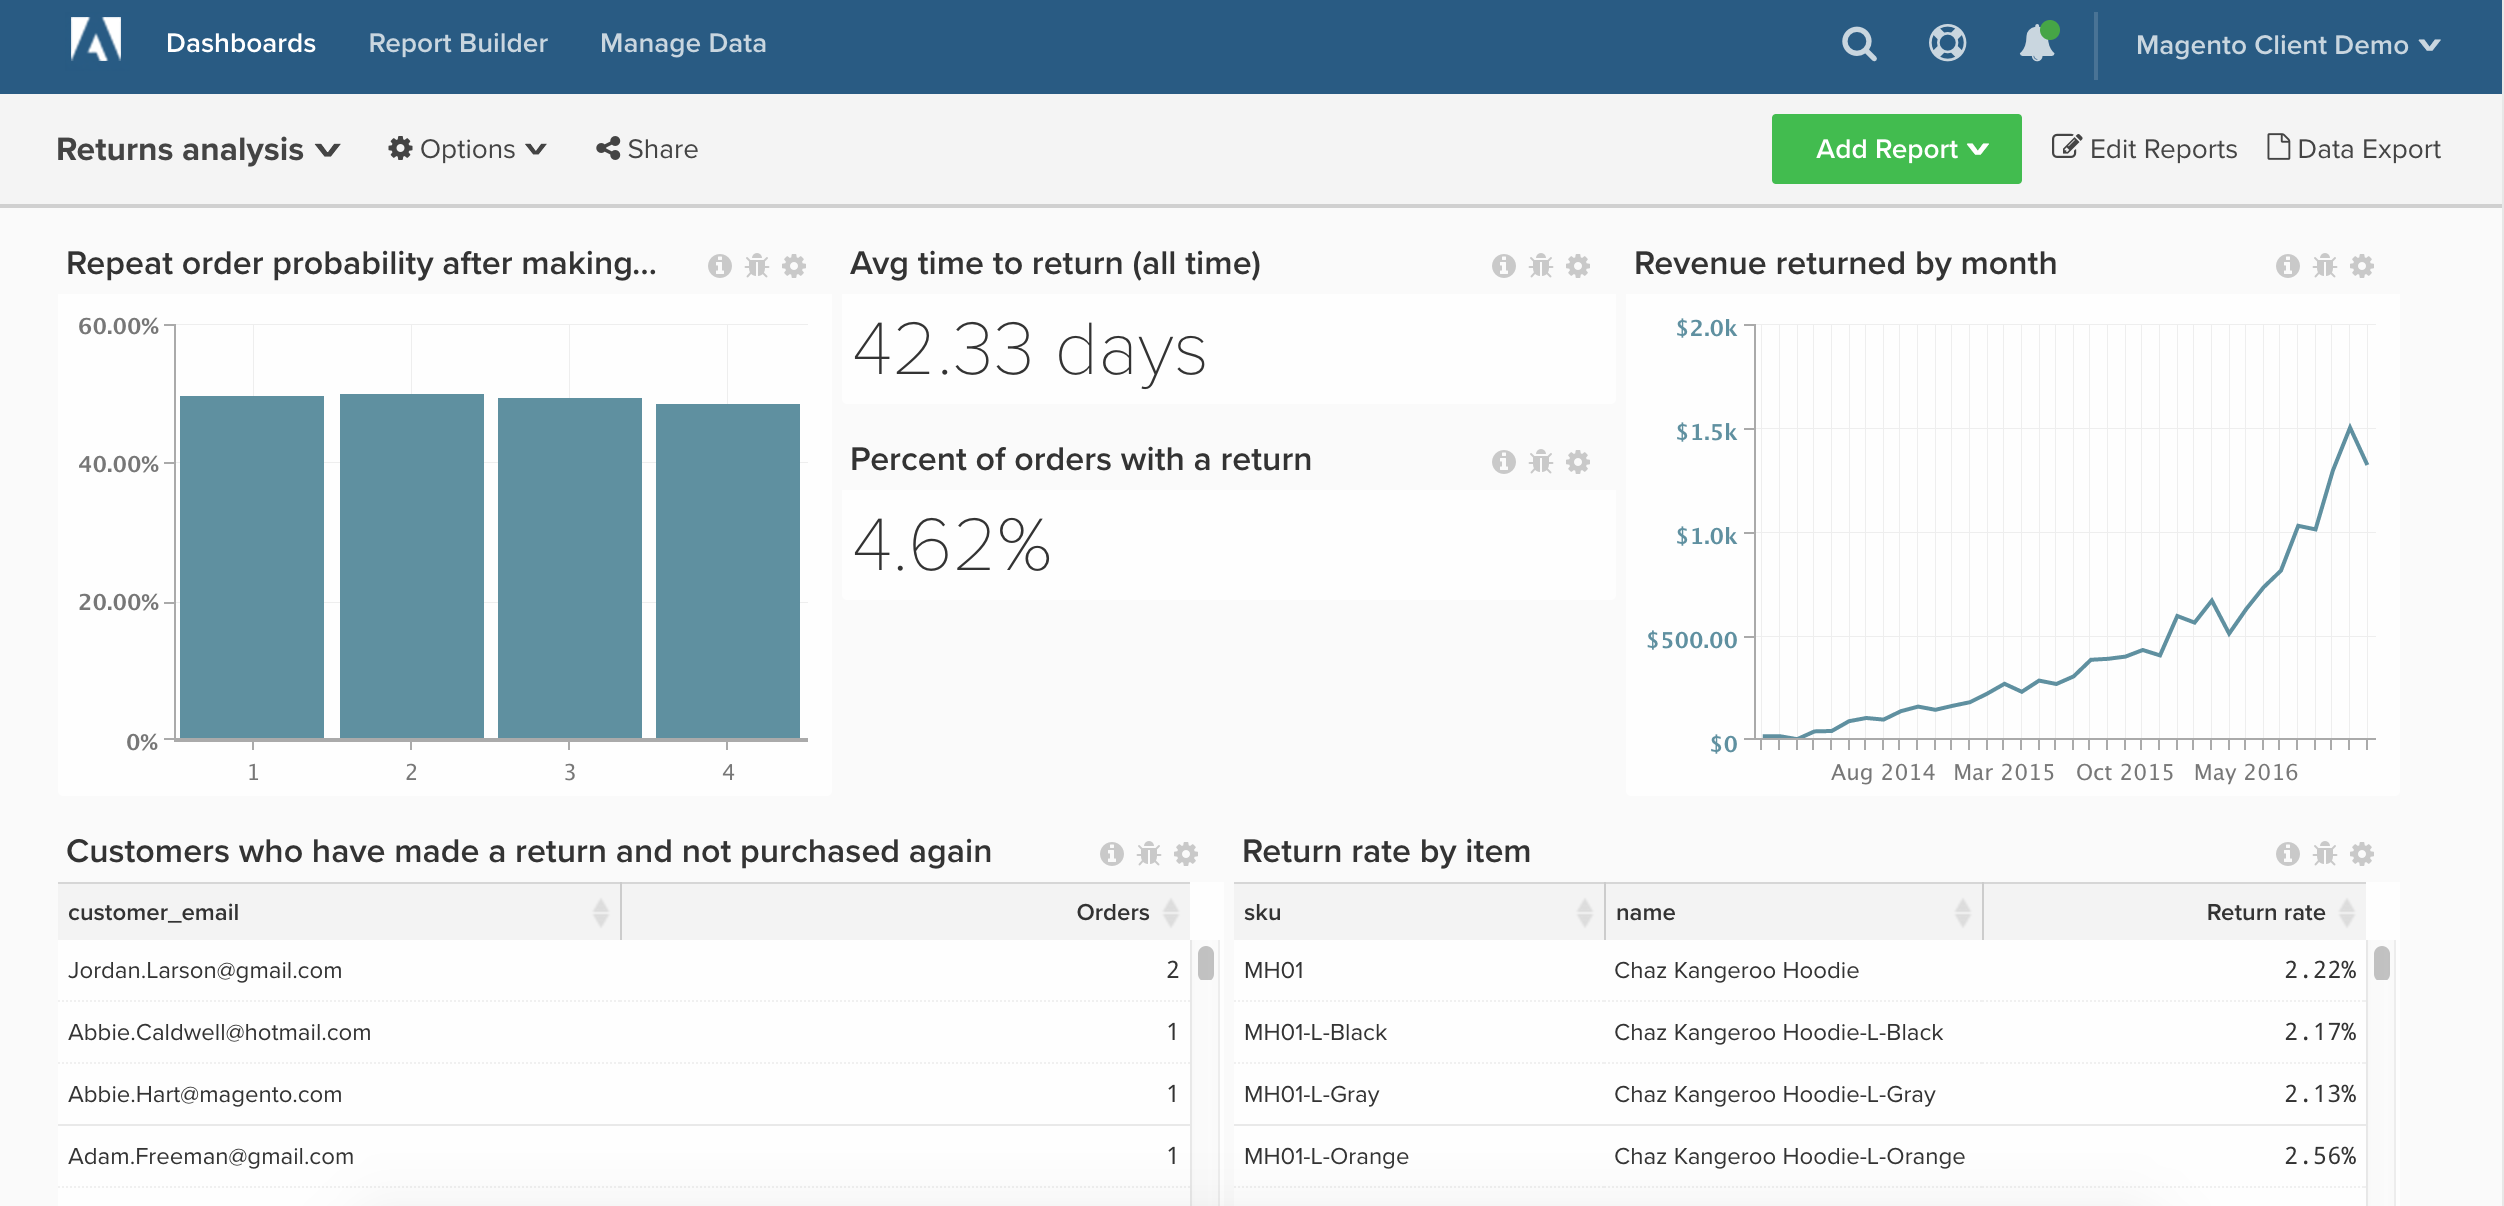 Dashboards Report Builder Manage Data Magento Client Demo
Returns analysis Options Share Add Report Edit Reports Data Export
Repeat order probability after making...
60.00%
40.00%
20.00%
0%
1 2 3 4
Avg time to return (all time)
42.33 days
Percent of orders with a return
4.62%
Revenue returned by month
$2.0k
$1.5k
$1.0k
$500.00
$0
Aug 2014 Mar 2015 Oct 2015 May 2016
Customers who have made a return and not purchased again
customer_email Orders
Jordan.Larson@gmail.com 2
Abbie.Caldwell@hotmail.com 1
Abbie.Hart@magento.com 1
Adam.Freeman@gmail.com 1
Return rate by item
sku name Return rate
MH01 Chaz Kangeroo Hoodie 2.22%
MH01-L-Black Chaz Kangeroo Hoodie-L-Black 2.17%
MH01-L-Gray Chaz Kangeroo Hoodie-L-Gray 2.13%
MH01-L-Orange Chaz Kangeroo Hoodie-L-Orange 2.56%